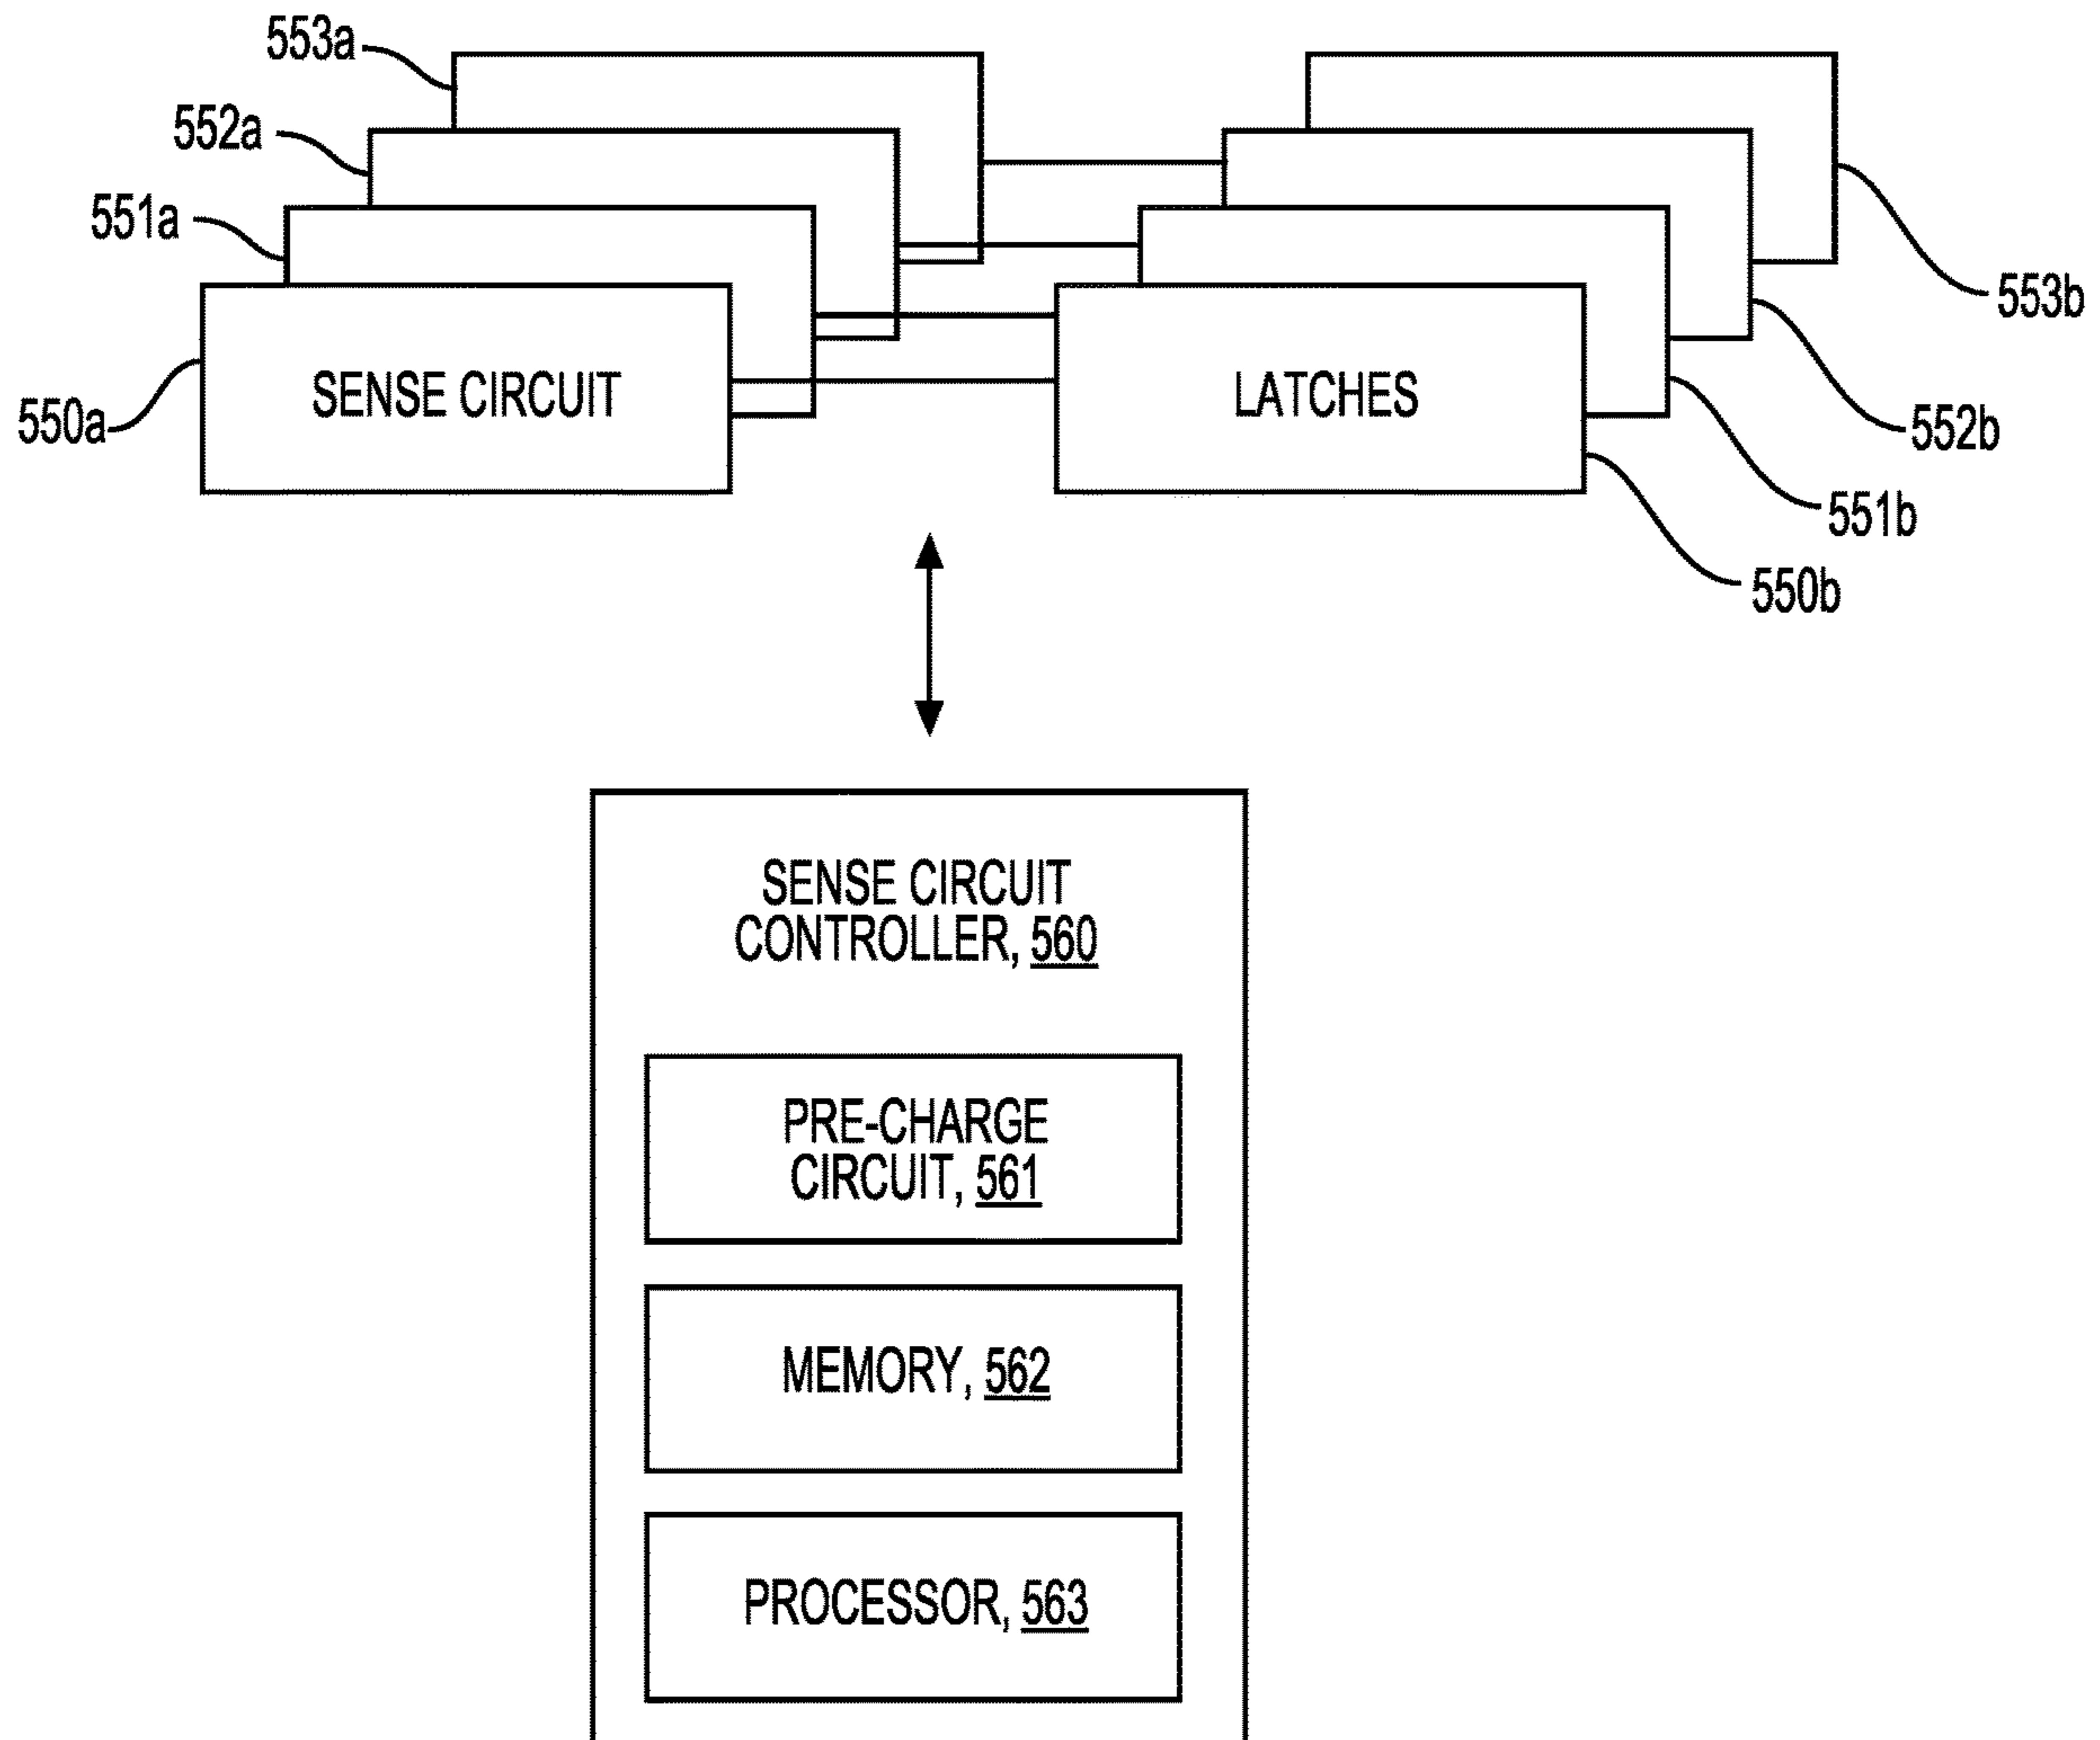 553a
552a
551a
550a
SENSE CIRCUIT
LATCHES
553b
552b
551b
550b
SENSE CIRCUIT
CONTROLLER, 560
PRE-CHARGE
CIRCUIT, 561
MEMORY, 562
PROCESSOR, 563